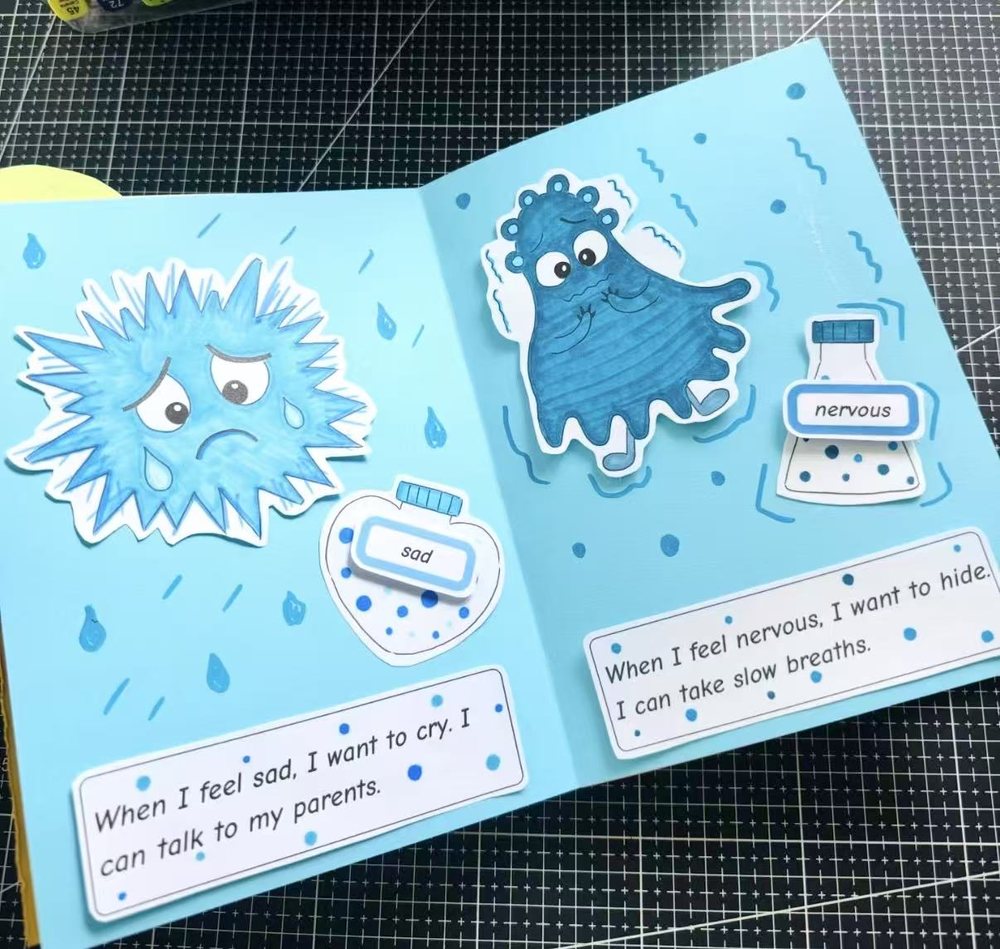 sad
When I feel sad, I want to cry. I
can talk to my parents.
nervous
When I feel nervous, I want to hide.
I can take slow breaths.